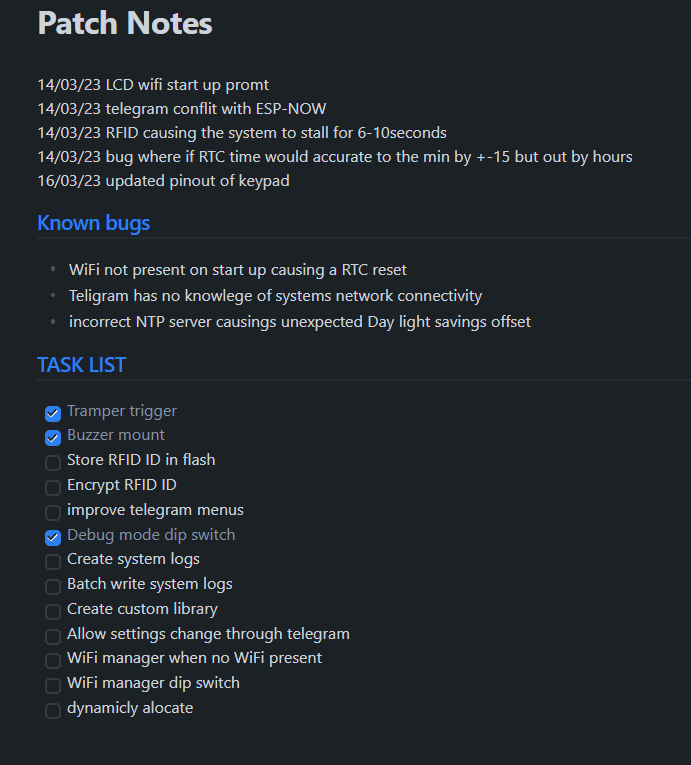 Patch Notes
14/03/23 LCD wifi start up promt
14/03/23 telegram conflit with ESP-NOW
14/03/23 RFID causing the system to stall for 6-10seconds
14/03/23 bug where if RTC time would accurate to the min by +-15 but out by hours
16/03/23 updated pinout of keypad
Known bugs
WiFi not present on start up causing a RTC reset
Teligram has no knowlege of systems network connectivity
incorrect NTP server causings unexpected Day light savings offset
TASK LIST
Tramper trigger
Buzzer mount
Store RFID ID in flash
Encrypt RFID ID
improve telegram menus
Debug mode dip switch
Create system logs
Batch write system logs
Create custom library
Allow settings change through telegram
WiFi manager when no WiFi present
WiFi manager dip switch
dynamicly alocate